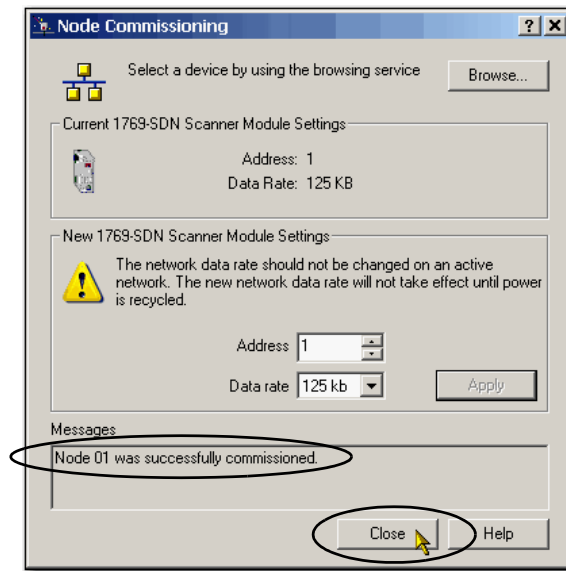 Node Commissioning
Select a device by using the browsing service
Browse...
Current 1769-SDN Scanner Module Settings
Address: 1
Data Rate: 125 KB
New 1769-SDN Scanner Module Settings
The network data rate should not be changed on an active
network. The new network data rate will not take effect until power
is recycled.
Address 1
Data rate 125 kb
Apply
Messages
Node 01 was successfully commissioned.
Close Help